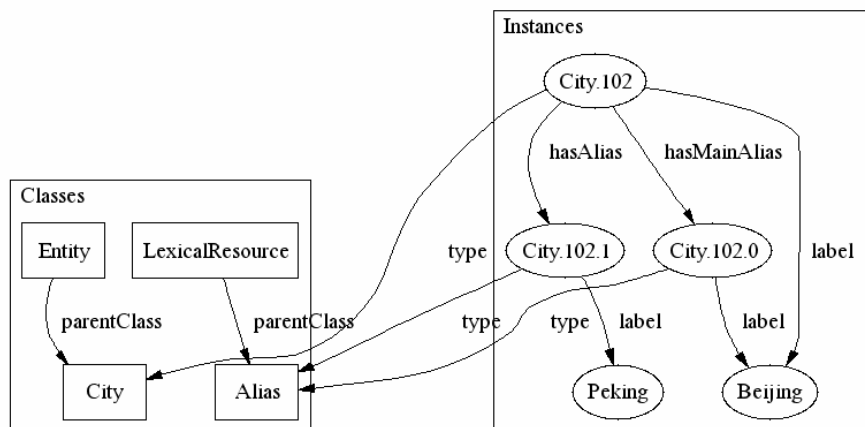 Instances
City.102
hasAlias hasMainAlias
Classes
Entity LexicalResource
City.102.1 City.102.0
type label
parentClass parentClass type type label label
City Alias Peking Beijing